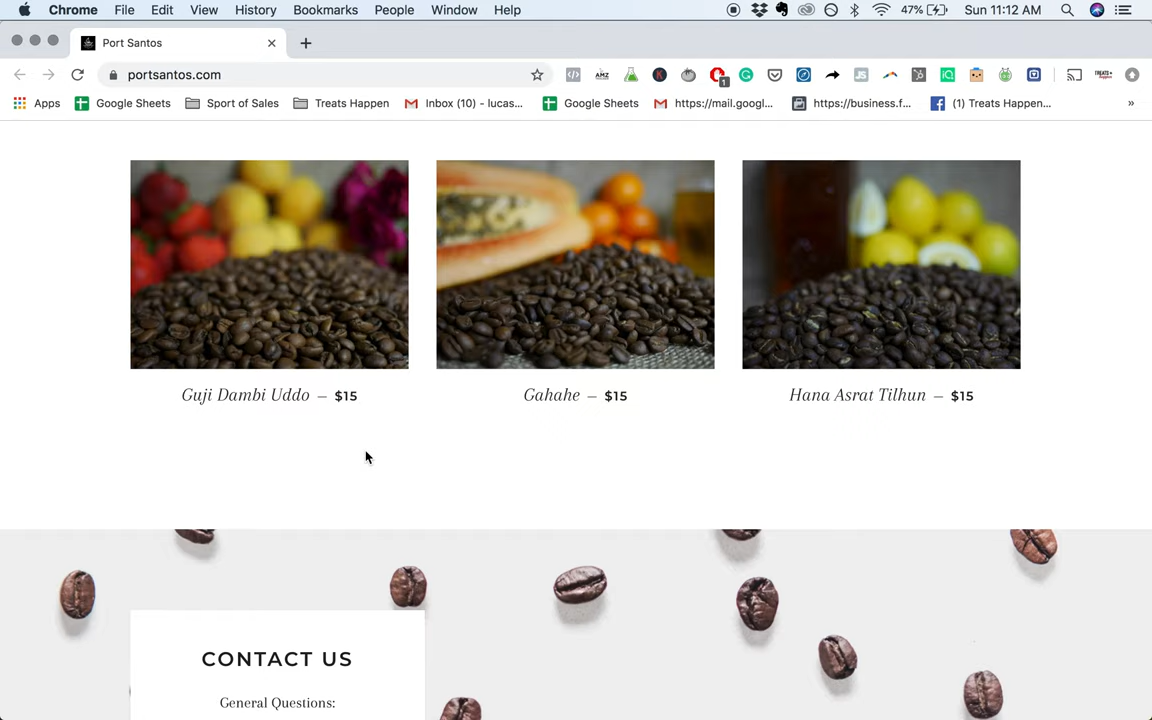 Chrome File Edit View History Bookmarks People Window Help 47% Sun 11:12 AM
Port Santos
portsantos.com
Apps Google Sheets Sport of Sales Treats Happen Inbox (10) - lucas... Google Sheets https://mail.googl... https://business.f... (1) Treats Happen... »
Guji Dambi Uddo — $15
Gahahe — $15
Hana Asrat Tilhun — $15
CONTACT US
General Questions: